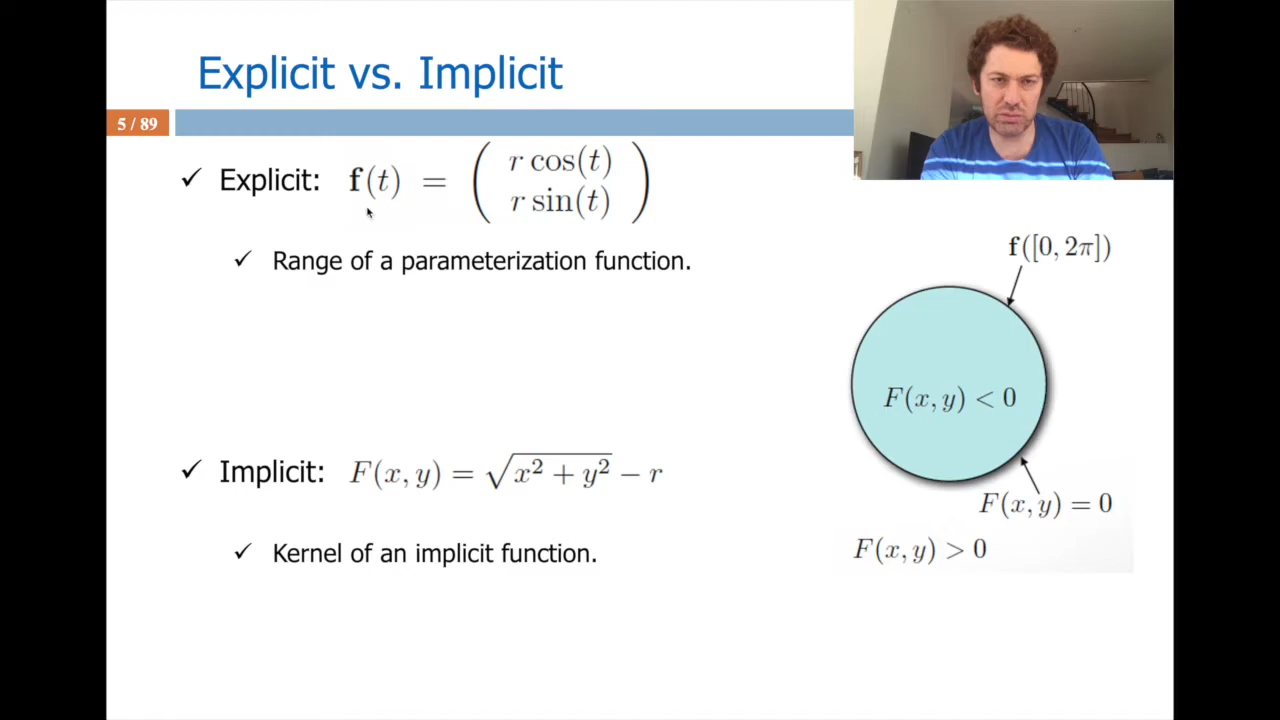 Explicit vs. Implicit
5 / 89
✓ Explicit: f(t) = ( r cos(t)
r sin(t) )
✓ Range of a parameterization function.
f([0, 2π])
F(x, y) < 0
✓ Implicit: F(x, y) = √(x² + y²) − r
F(x, y) = 0
✓ Kernel of an implicit function.
F(x, y) > 0